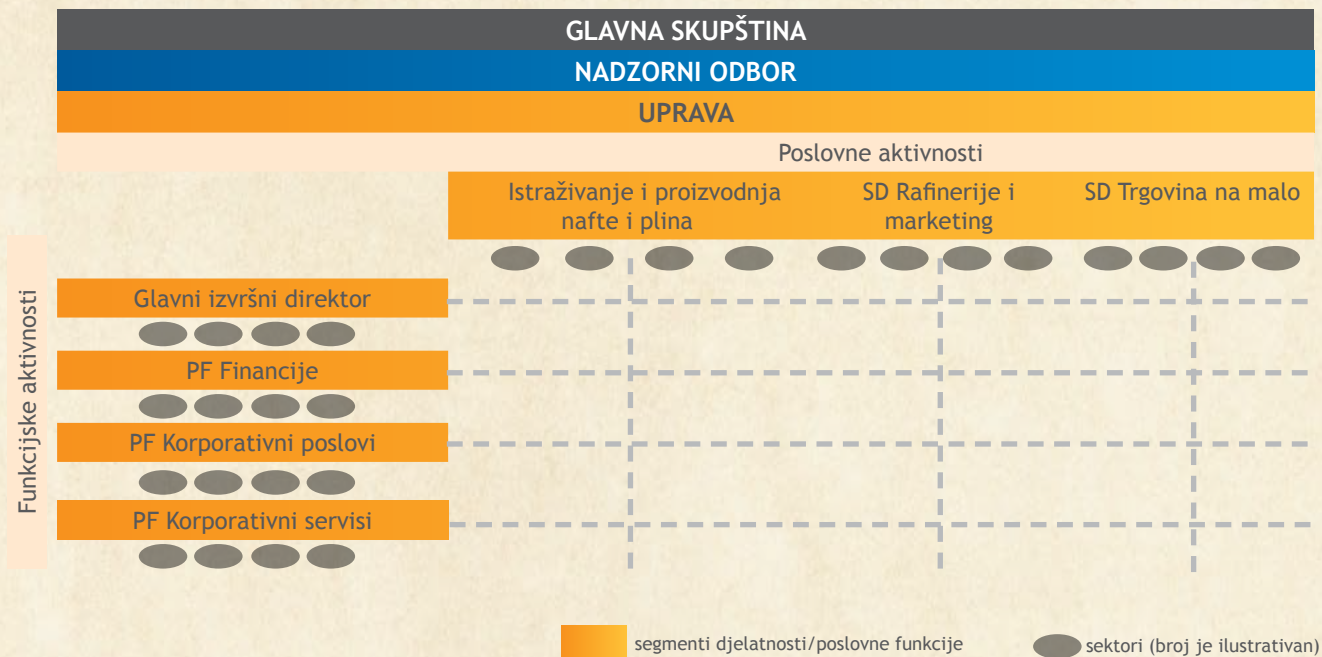 GLAVNA SKUPŠTINA
NADZORNI ODBOR
UPRAVA
Poslovne aktivnosti
Istraživanje i proizvodnja
nafte i plina
SD Rafinerije i
marketing
SD Trgovina na malo
Funkcijske aktivnosti
Glavni izvršni direktor
PF Financije
PF Korporativni poslovi
PF Korporativni servisi
segmenti djelatnosti/poslovne funkcije
sektori (broj je ilustrativan)